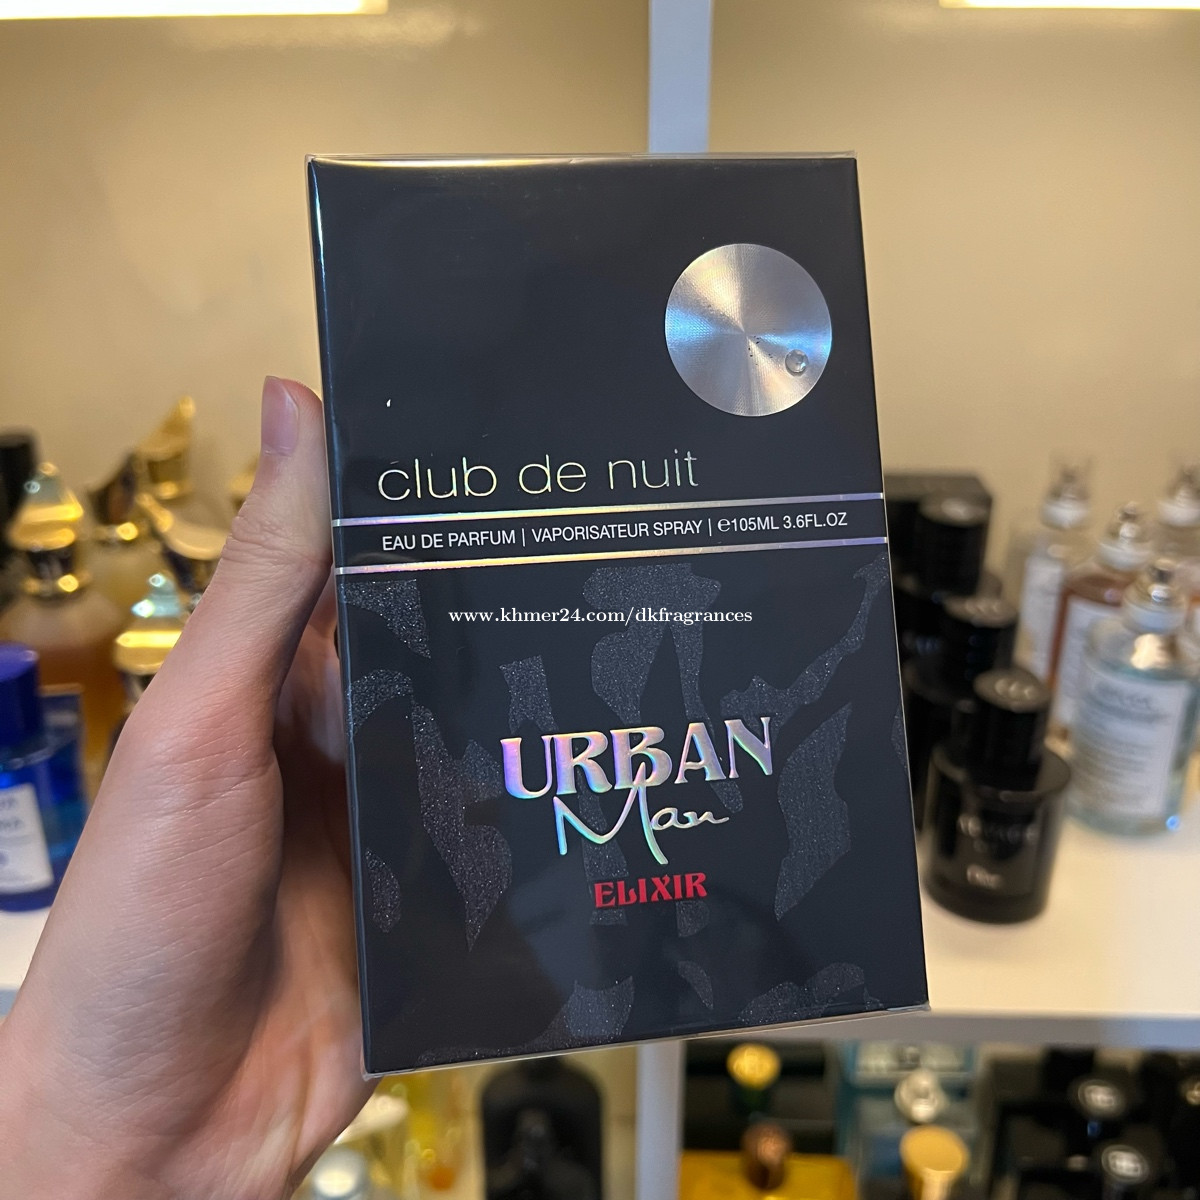 club de nuit
EAU DE PARFUM | VAPORISATEUR SPRAY | ℮105ML 3.6FL.OZ
www.khmer24.com/dkfragrances
URBAN
Man
ELIXIR